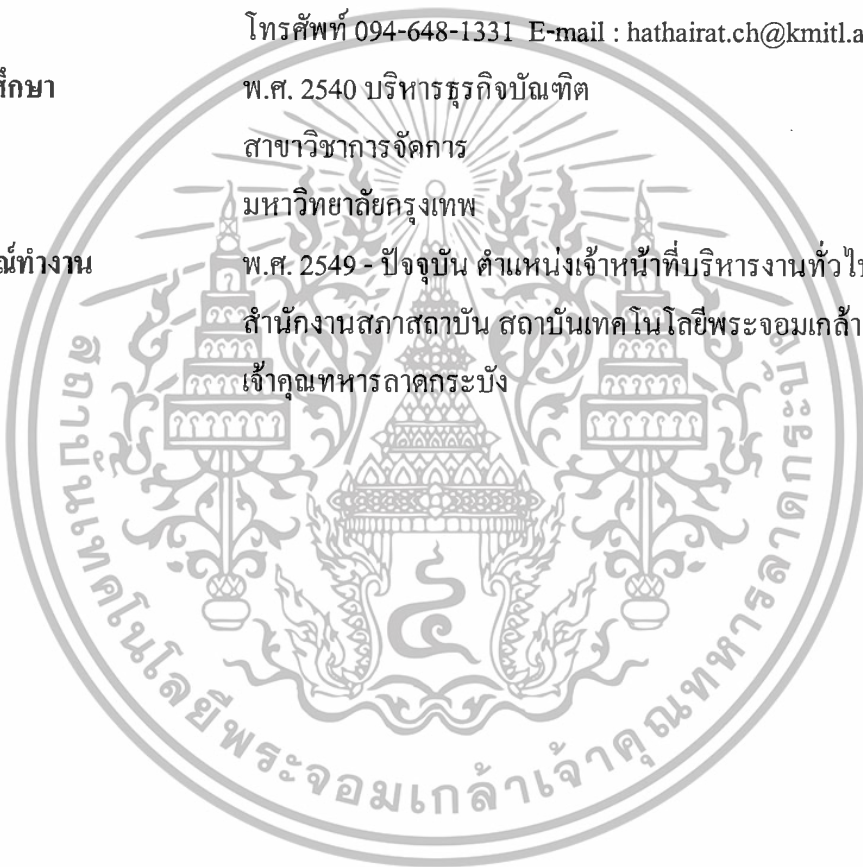 โทรศัพท์ 094-648-1331 E-mail : hathairat.ch@kmitl.a
ศึกษา พ.ศ. 2540 บริหารธุรกิจบัณฑิต
สาขาวิชาการจัดการ
มหาวิทยาลัยกรุงเทพ
ณ์ทำงาน พ.ศ. 2549 - ปัจจุบัน ตำแหน่งเจ้าหน้าที่บริหารงานทั่วไป
สำนักงานสภาสถาบัน สถาบันเทคโนโลยีพระจอมเกล้า
เจ้าคุณทหารลาดกระบัง
สถาบันเทคโนโลยีพระจอมเกล้าเจ้าคุณทหารลาดกระบัง
๔